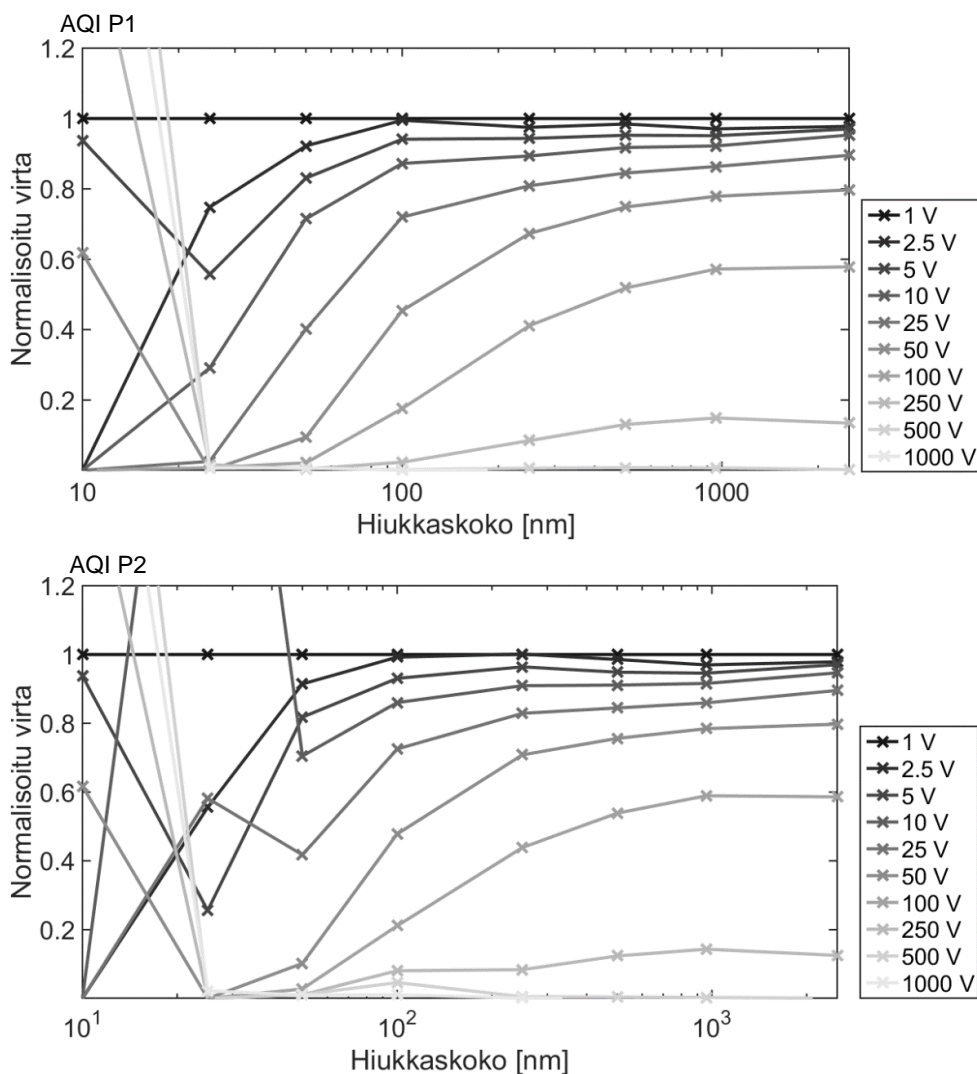 AQI P1
1.2
1
0.8
0.6
0.4
0.2
Normalisoitu virta
10
100
1000
Hiukkaskoko [nm]
1 V
2.5 V
5 V
10 V
25 V
50 V
100 V
250 V
500 V
1000 V
AQI P2
1.2
1
0.8
0.6
0.4
0.2
Normalisoitu virta
10¹
10²
10³
Hiukkaskoko [nm]
1 V
2.5 V
5 V
10 V
25 V
50 V
100 V
250 V
500 V
1000 V